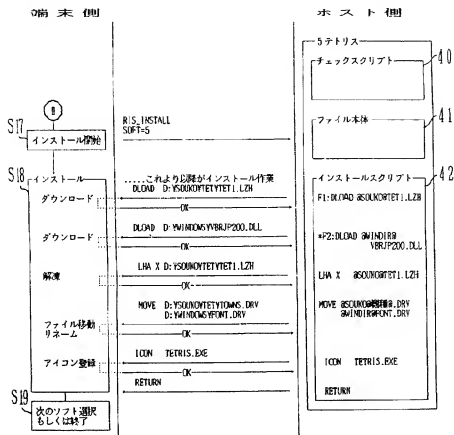 端末側
ホスト側
5テトリス
チェックスクリプト
40
ファイル本体
41
S17
インストール開始
RIS_INSTALL
SOFT=5
S18
インストール
.....これより以降がインストール作業
インストールスクリプト
42
ダウンロード
DLOAD D:¥SOUKO¥TETYTET1.LZH
OK
F1:DLOAD @SOUKO@TET1.LZH
ダウンロード
DLOAD D:¥WINDOWS¥VBRJP200.DLL
OK
*F2:DLOAD @WINDIR@
VBRJP200.DLL
解凍
LHA X D:¥SOUKO¥TETYTET1.LZH
OK
LHA X @SOUKO@TET1.LZH
ファイル移動
リネーム
MOVE D:¥SOUKO¥TETYTOWNS.DRV
D:¥WINDOWS¥FONT.DRV
OK
MOVE @SOUKO@機種@.DRV
@WINDIR@FONT.DRV
アイコン登録
ICON TETRIS.EXE
OK
ICON TETRIS.EXE
RETURN
RETURN
S19
次のソフト選択
もしくは終了